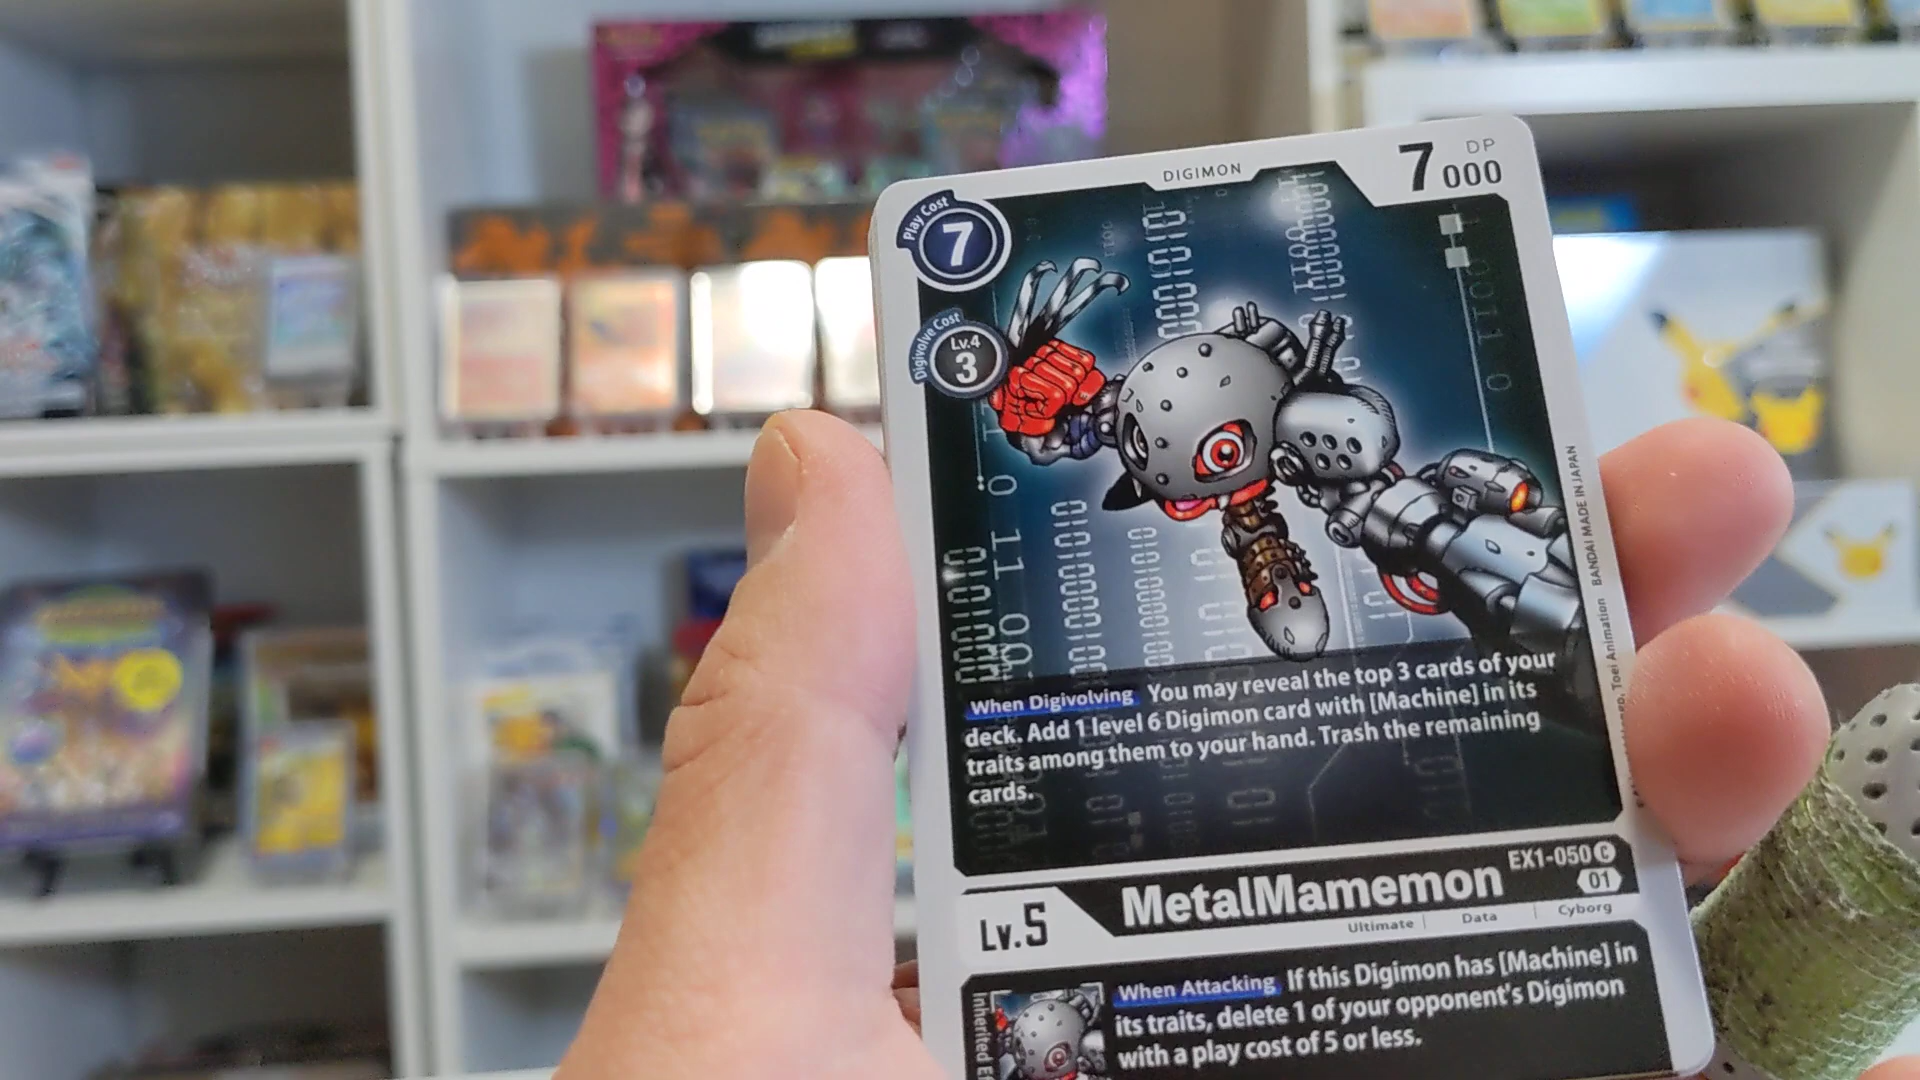 DIGIMON
7000
DP
Play Cost
7
Digivolve Cost
Lv.4
3
When Digivolving You may reveal the top 3 cards of your
deck. Add 1 level 6 Digimon card with [Machine] in its
traits among them to your hand. Trash the remaining
cards.
Toei Animation BANDAI MADE IN JAPAN
EX1-050 C
01
Lv.5
MetalMamemon
Ultimate | Data | Cyborg
Inherited
When Attacking If this Digimon has [Machine] in
its traits, delete 1 of your opponent's Digimon
with a play cost of 5 or less.